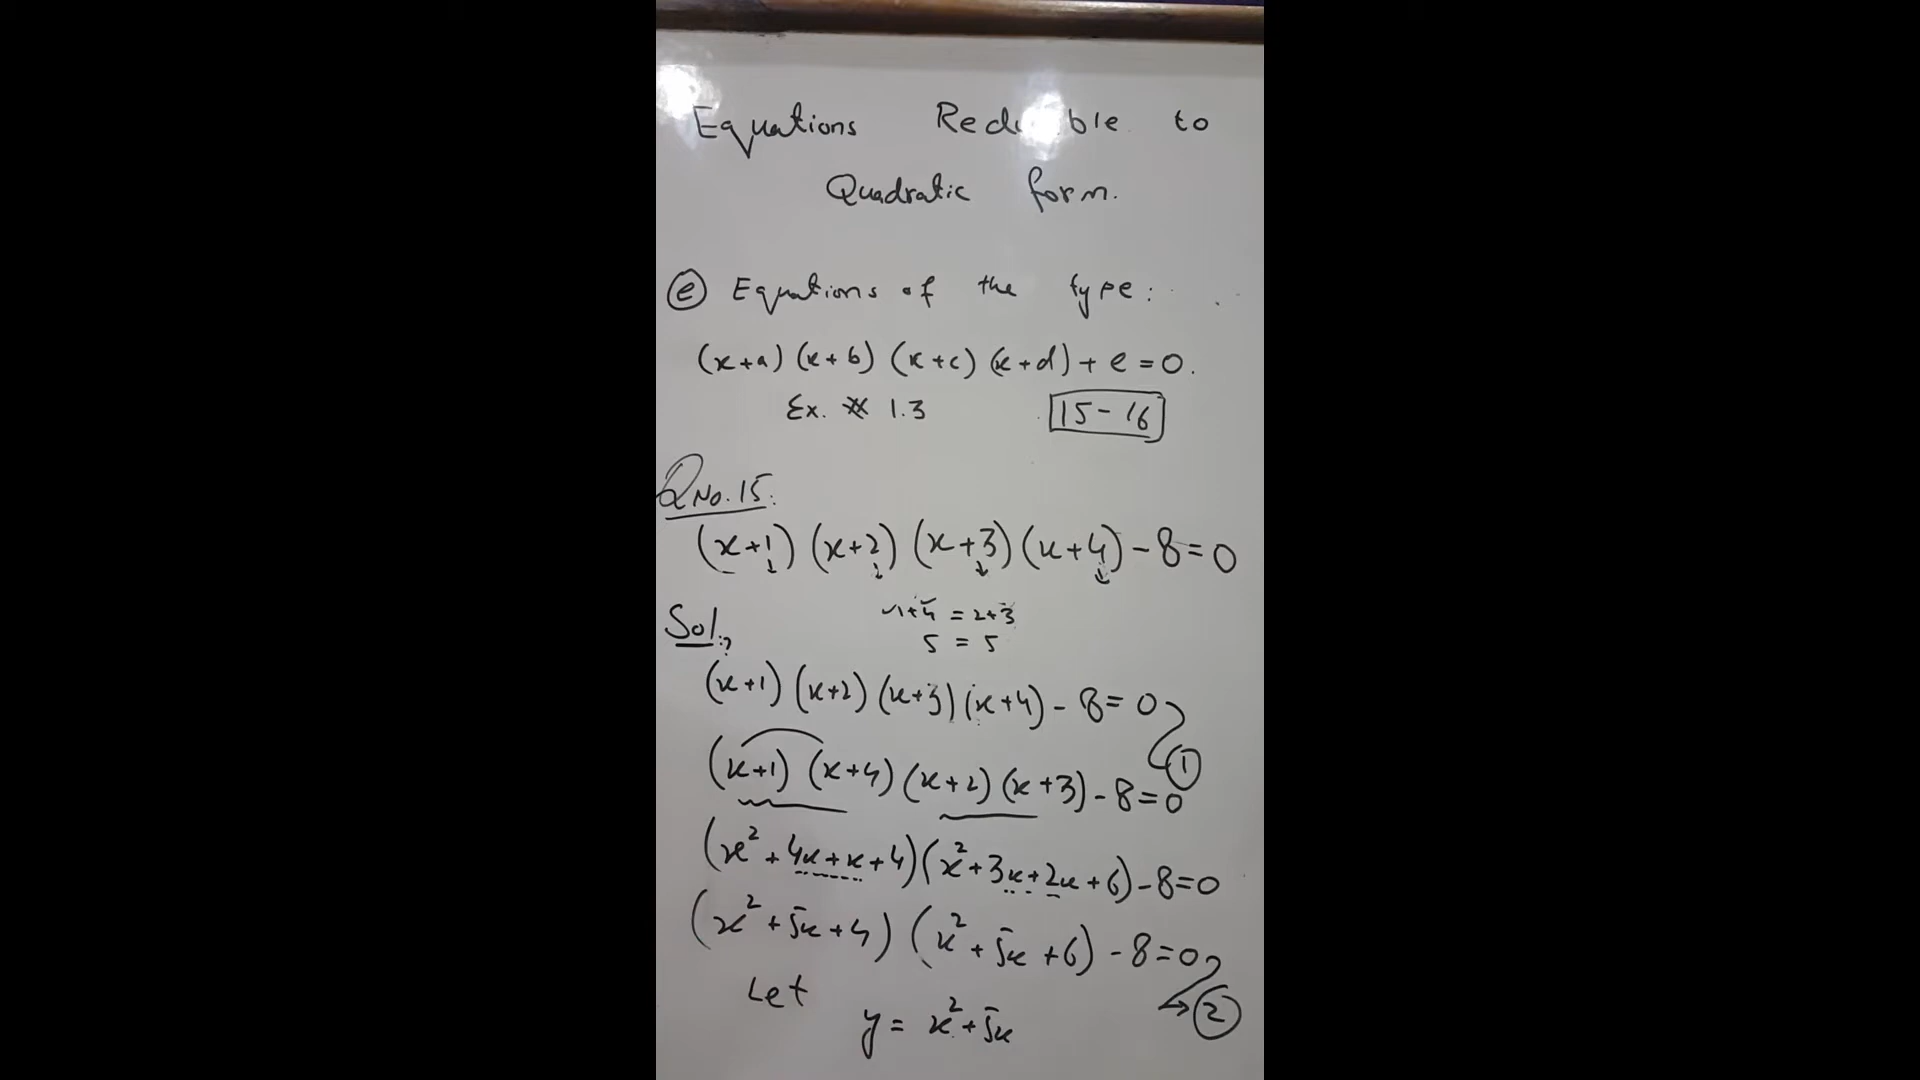 Equations Reducible to
Quadratic form.
(e) Equations of the type:
(x+a) (x+b) (x+c) (x+d) + e = 0.
Ex. # 1.3 15-16
Q No. 15:
(x+1) (x+2) (x+3) (x+4) - 8 = 0
1+4 = 2+3
Sol:
5 = 5
(x+1) (x+2) (x+3) (x+4) - 8 = 0
(x+1) (x+4) (x+2) (x+3) - 8 = 0 → ①
(x² + 4x + x + 4) (x² + 3x + 2x + 6) - 8 = 0
(x² + 5x + 4) (x² + 5x + 6) - 8 = 0 → ②
Let
y = x² + 5x